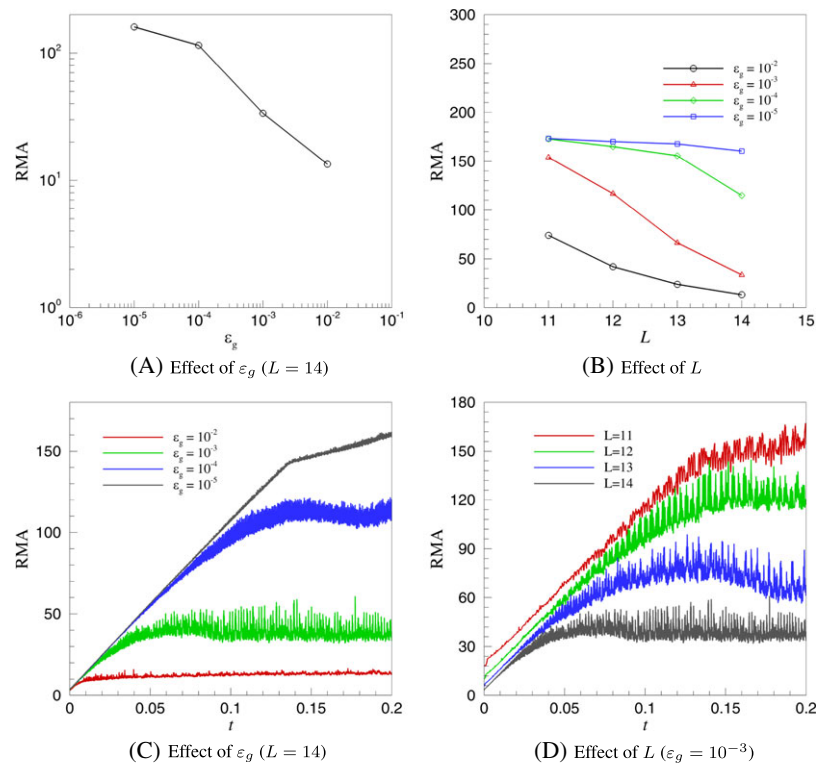 RMA
10²
10¹
10⁰
10⁻⁶
10⁻⁵
10⁻⁴
10⁻³
10⁻²
10⁻¹
ε_g
(A) Effect of ε_g (L = 14)
RMA
300
250
200
150
100
50
0
10
11
12
13
14
15
L
ε_g = 10⁻²
ε_g = 10⁻³
ε_g = 10⁻⁴
ε_g = 10⁻⁵
(B) Effect of L
RMA
150
100
50
0
0
0.05
0.1
0.15
0.2
t
ε_g = 10⁻²
ε_g = 10⁻³
ε_g = 10⁻⁴
ε_g = 10⁻⁵
(C) Effect of ε_g (L = 14)
RMA
180
150
120
90
60
30
0
0
0.05
0.1
0.15
0.2
t
L=11
L=12
L=13
L=14
(D) Effect of L (ε_g = 10⁻³)